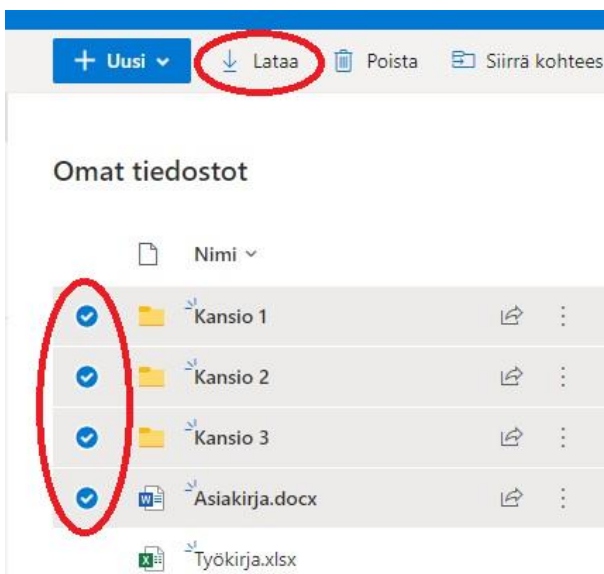 Uusi Lataa Poista Siirrä kohtees
Omat tiedostot
Nimi
Kansio 1
Kansio 2
Kansio 3
Asiakirja.docx
Työkirja.xlsx